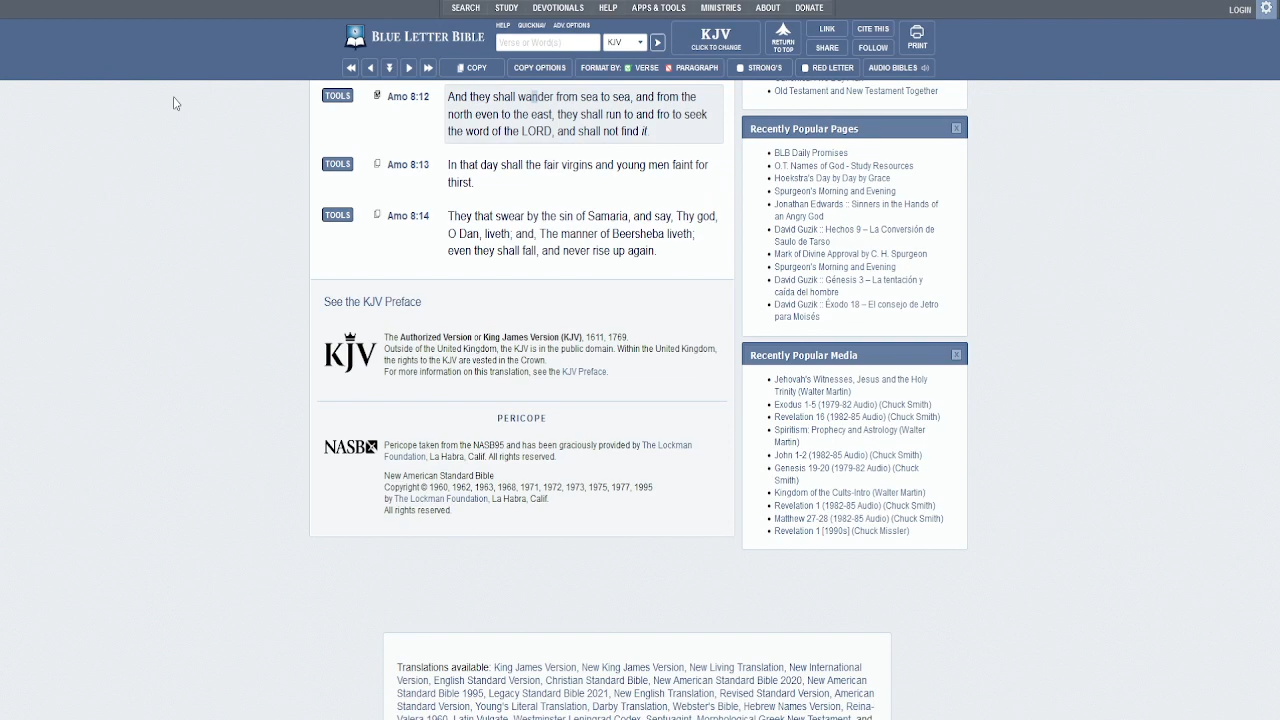 SEARCH STUDY DEVOTIONALS HELP APPS & TOOLS MINISTRIES ABOUT DONATE
LOGIN
HELP QUICKNAV ADV. OPTIONS
BLUE LETTER BIBLE
Verse or Word(s)
KJV
KJV
CLICK TO CHANGE
RETURN
TO TOP
LINK
CITE THIS
SHARE
FOLLOW
PRINT
COPY COPY OPTIONS FORMAT BY: VERSE PARAGRAPH STRONG'S RED LETTER AUDIO BIBLES
TOOLS Amo 8:12 And they shall wander from sea to sea, and from the
north even to the east, they shall run to and fro to seek
the word of the LORD, and shall not find it.
TOOLS Amo 8:13 In that day shall the fair virgins and young men faint for
thirst.
TOOLS Amo 8:14 They that swear by the sin of Samaria, and say, Thy god,
O Dan, liveth; and, The manner of Beersheba liveth;
even they shall fall, and never rise up again.
See the KJV Preface
KJV
The Authorized Version or King James Version (KJV), 1611, 1769.
Outside of the United Kingdom, the KJV is in the public domain. Within the United Kingdom,
the rights to the KJV are vested in the Crown.
For more information on this translation, see the KJV Preface.
PERICOPE
NASB
Pericope taken from the NASB95 and has been graciously provided by The Lockman
Foundation, La Habra, Calif. All rights reserved.
New American Standard Bible
Copyright © 1960, 1962, 1963, 1968, 1971, 1972, 1973, 1975, 1977, 1995
by The Lockman Foundation, La Habra, Calif.
All rights reserved.
Old Testament and New Testament Together
Recently Popular Pages
BLB Daily Promises
O.T. Names of God - Study Resources
Hoekstra's Day by Day by Grace
Spurgeon's Morning and Evening
Jonathan Edwards :: Sinners in the Hands of
an Angry God
David Guzik :: Hechos 9 – La Conversión de
Saulo de Tarso
Mark of Divine Approval by C. H. Spurgeon
Spurgeon's Morning and Evening
David Guzik :: Génesis 3 – La tentación y
caída del hombre
David Guzik :: Éxodo 18 – El consejo de Jetro
para Moisés
Recently Popular Media
Jehovah's Witnesses, Jesus and the Holy
Trinity (Walter Martin)
Exodus 1-5 (1979-82 Audio) (Chuck Smith)
Revelation 16 (1982-85 Audio) (Chuck Smith)
Spiritism: Prophecy and Astrology (Walter
Martin)
John 1-2 (1982-85 Audio) (Chuck Smith)
Genesis 19-20 (1979-82 Audio) (Chuck
Smith)
Kingdom of the Cults-Intro (Walter Martin)
Revelation 1 (1982-85 Audio) (Chuck Smith)
Matthew 27-28 (1982-85 Audio) (Chuck Smith)
Revelation 1 [1990s] (Chuck Missler)
Translations available: King James Version, New King James Version, New Living Translation, New International
Version, English Standard Version, Christian Standard Bible, New American Standard Bible 2020, New American
Standard Bible 1995, Legacy Standard Bible 2021, New English Translation, Revised Standard Version, American
Standard Version, Young's Literal Translation, Darby Translation, Webster's Bible, Hebrew Names Version, Reina-
Valera 1960, Latin Vulgate, Westminster Leningrad Codex, Septuagint, Morphological Greek New Testament, and